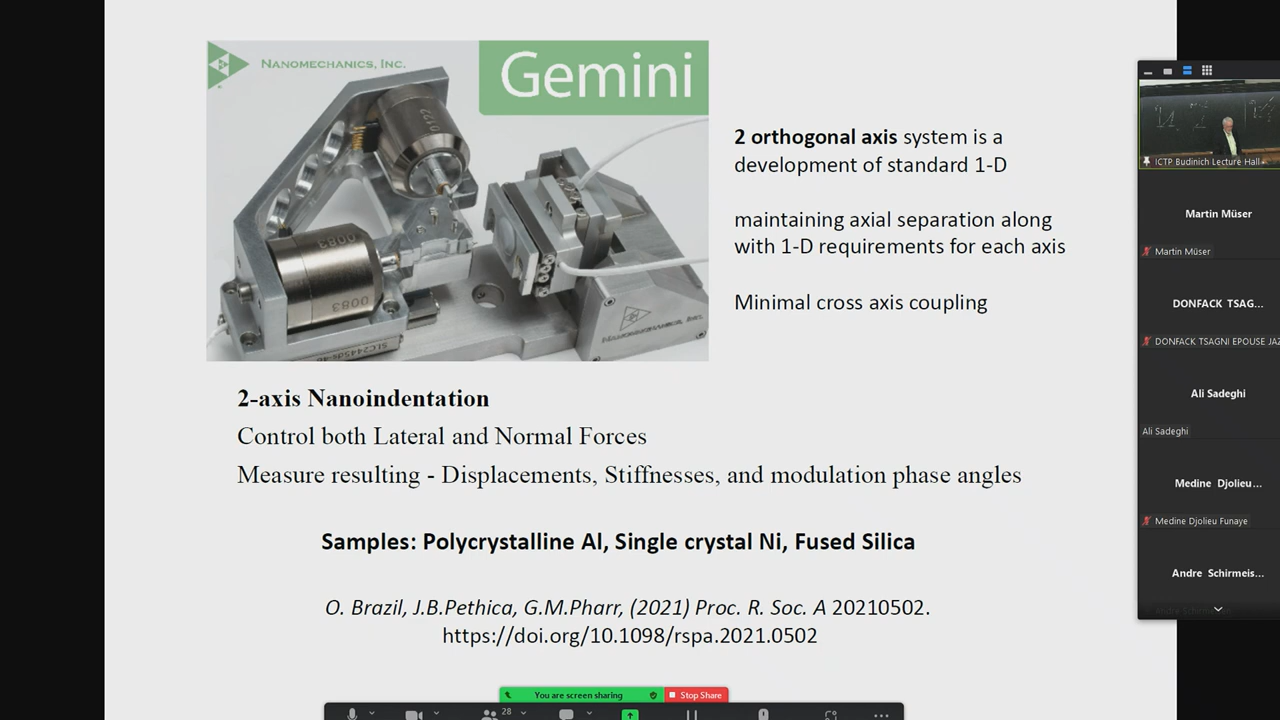 NANOMECHANICS, INC.
Gemini
0122
0083
0083
NANOMECHANICS, INC.
2 orthogonal axis system is a
development of standard 1-D
maintaining axial separation along
with 1-D requirements for each axis
Minimal cross axis coupling
2-axis Nanoindentation
Control both Lateral and Normal Forces
Measure resulting - Displacements, Stiffnesses, and modulation phase angles
Samples: Polycrystalline Al, Single crystal Ni, Fused Silica
O. Brazil, J.B.Pethica, G.M.Pharr, (2021) Proc. R. Soc. A 20210502.
https://doi.org/10.1098/rspa.2021.0502
You are screen sharing
Stop Share
28
ICTP Budinich Lecture Hall
Martin Müser
Martin Müser
DONFACK TSAG...
DONFACK TSAGNI EPOUSE JAZ
Ali Sadeghi
Ali Sadeghi
Medine Djolieu...
Medine Djolieu Funaye
Andre Schirmeis...